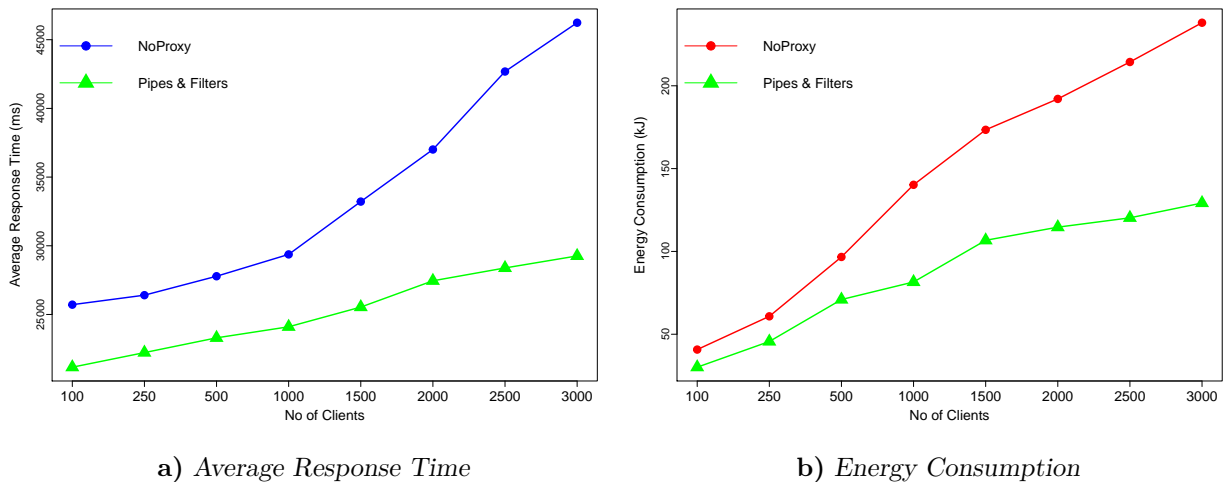 NoProxy
Pipes & Filters
Average Response Time (ms)
45000
40000
35000
30000
25000
100 250 500 1000 1500 2000 2500 3000
No of Clients
a) Average Response Time
NoProxy
Pipes & Filters
Energy Consumption (kJ)
200
150
100
50
100 250 500 1000 1500 2000 2500 3000
No of Clients
b) Energy Consumption